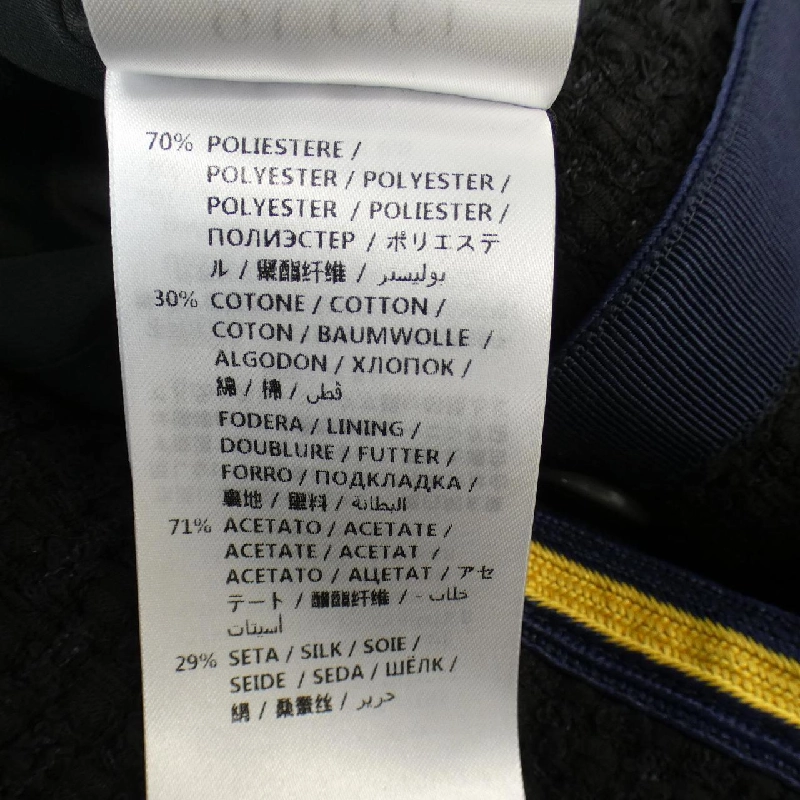 70% POLIESTERE /
POLYESTER / POLYESTER /
POLYESTER / POLIESTER /
ПОЛИЭСТЕР / ポリエステ
ル / 聚酯纤维 / بوليستر
30% COTONE / COTTON /
COTON / BAUMWOLLE /
ALGODON / ХЛОПОК /
綿 / 棉 / قطن
FODERA / LINING /
DOUBLURE / FUTTER /
FORRO / ПОДКЛАДКА /
裏地 / 里料 / البطانة
71% ACETATO / ACETATE /
ACETATE / ACETAT /
ACETATO / АЦЕТАТ / アセ
テート / 醋酯纤维 / خلات -
أسيتات
29% SETA / SILK / SOIE /
SEIDE / SEDA / ШЁЛК /
絹 / 桑蚕丝 / حرير